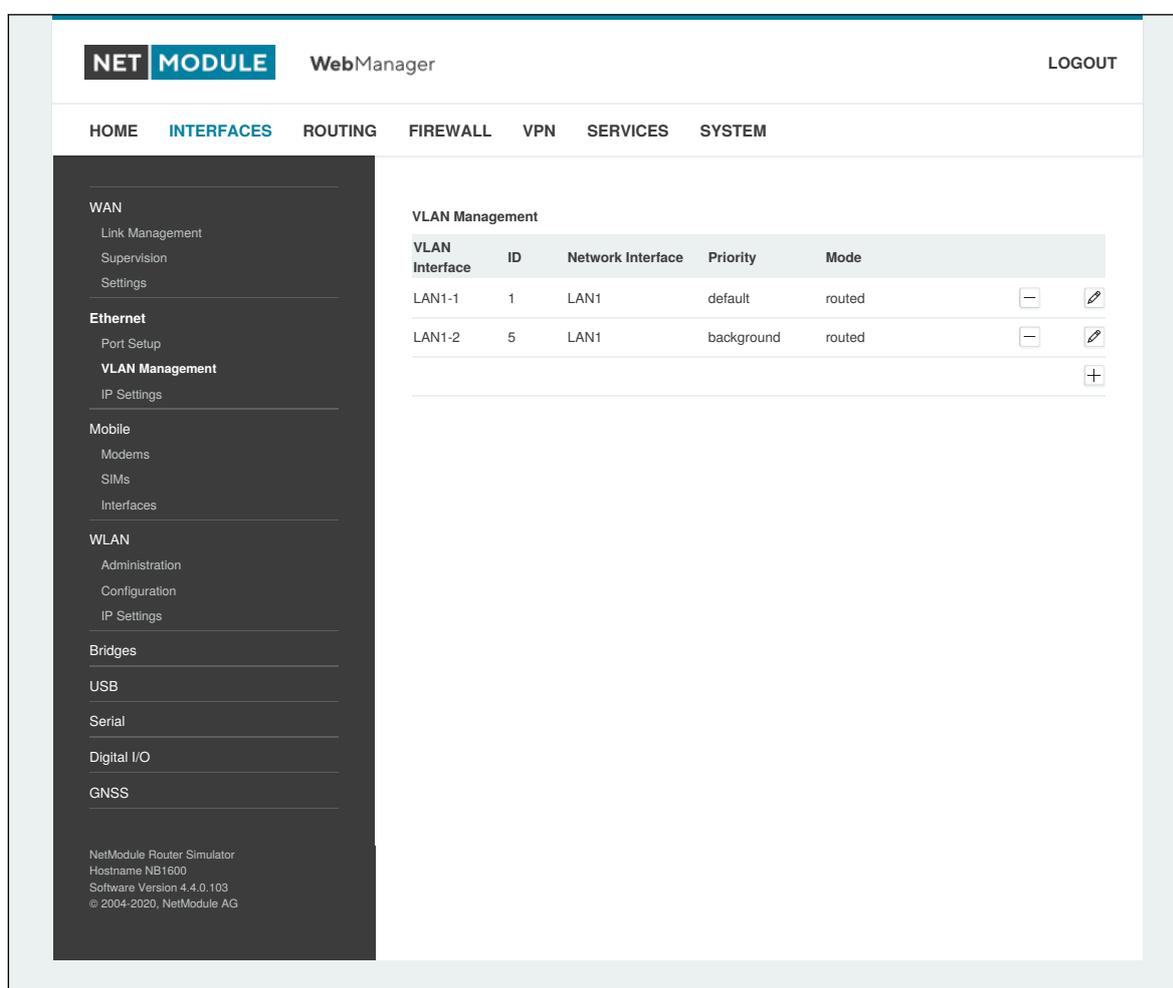 NET MODULE WebManager LOGOUT
HOME INTERFACES ROUTING FIREWALL VPN SERVICES SYSTEM
WAN
Link Management
Supervision
Settings
Ethernet
Port Setup
VLAN Management
IP Settings
Mobile
Modems
SIMs
Interfaces
WLAN
Administration
Configuration
IP Settings
Bridges
USB
Serial
Digital I/O
GNSS
NetModule Router Simulator
Hostname NB1600
Software Version 4.4.0.103
© 2004-2020, NetModule AG
VLAN Management
VLAN Interface ID Network Interface Priority Mode
LAN1-1 1 LAN1 default routed
LAN1-2 5 LAN1 background routed